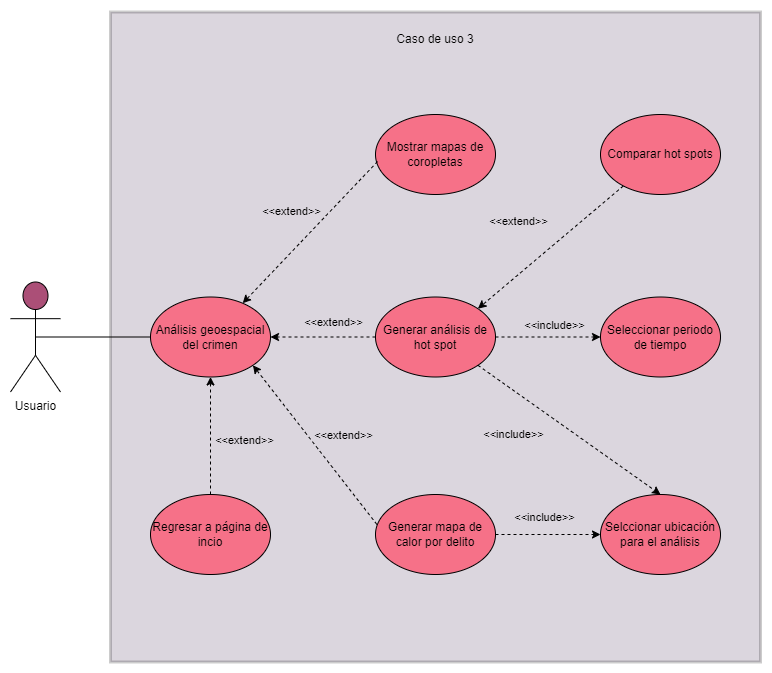 Caso de uso 3
Mostrar mapas de
coropletas
Comparar hot spots
<<extend>>
<<extend>>
Análisis geoespacial
del crimen
<<extend>>
Generar análisis de
hot spot
<<include>>
Seleccionar periodo
de tiempo
Usuario
<<extend>>
<<extend>>
<<include>>
Regresar a página de
incio
Generar mapa de
calor por delito
<<include>>
Selccionar ubicación
para el análisis